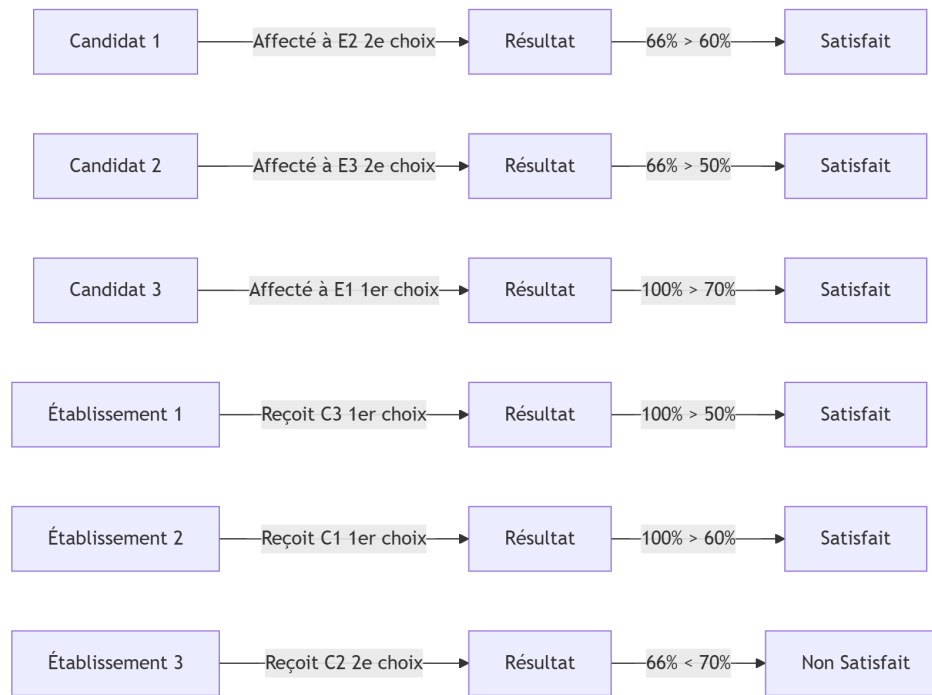 Candidat 1 Affecté à E2 2e choix Résultat 66% > 60% Satisfait
Candidat 2 Affecté à E3 2e choix Résultat 66% > 50% Satisfait
Candidat 3 Affecté à E1 1er choix Résultat 100% > 70% Satisfait
Établissement 1 Reçoit C3 1er choix Résultat 100% > 50% Satisfait
Établissement 2 Reçoit C1 1er choix Résultat 100% > 60% Satisfait
Établissement 3 Reçoit C2 2e choix Résultat 66% < 70% Non Satisfait